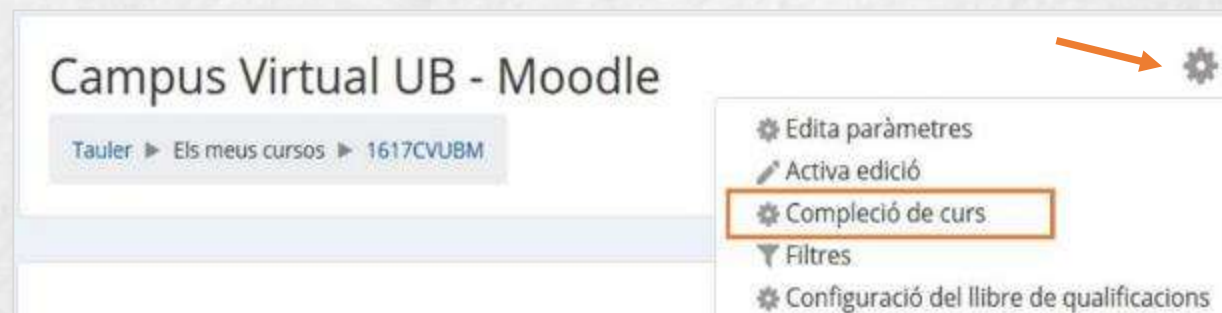 Campus Virtual UB - Moodle
Tauler ▶ Els meus cursos ▶ 1617CVUBM
Edita paràmetres
Activa edició
Compleció de curs
Filtres
Configuració del llibre de qualificacions